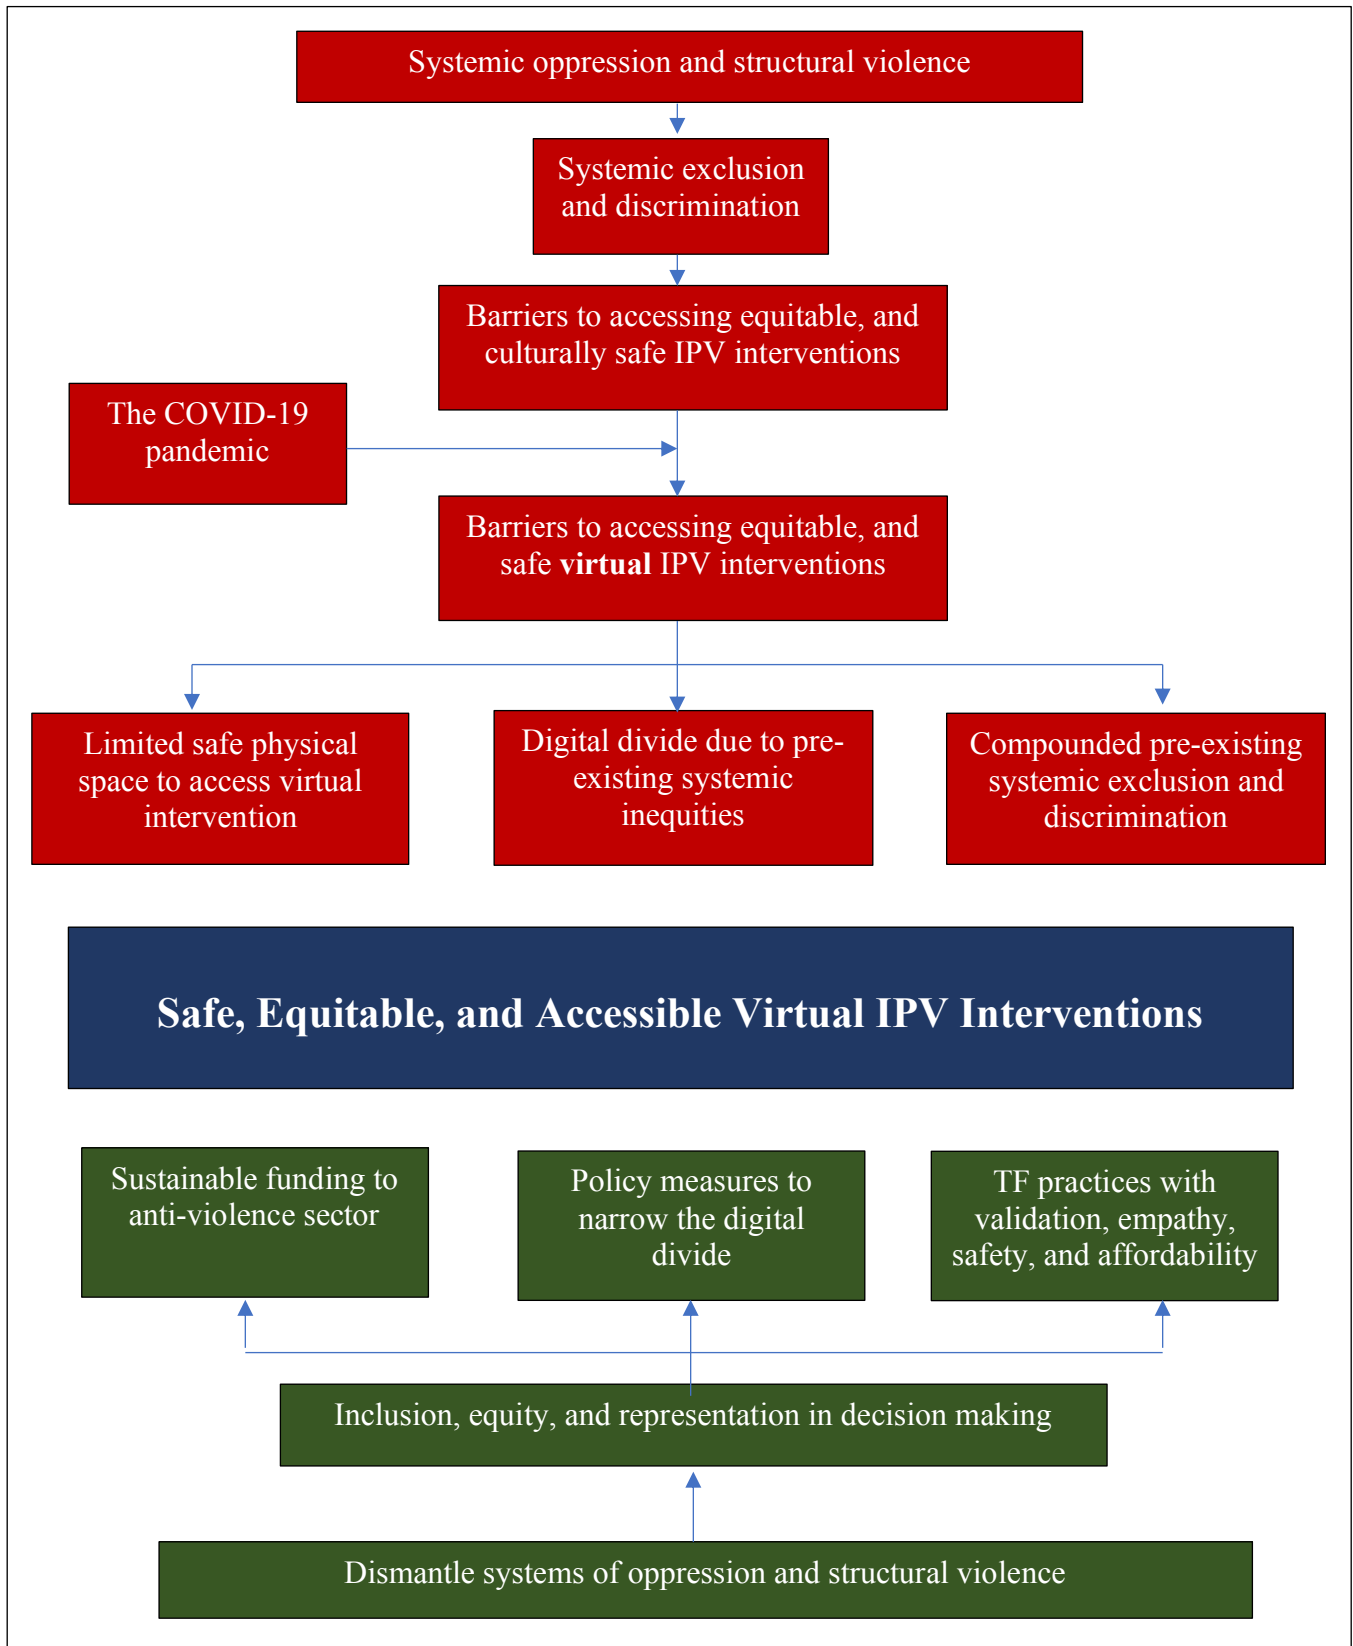 Systemic oppression and structural violence
Systemic exclusion
and discrimination
Barriers to accessing equitable, and
culturally safe IPV interventions
The COVID-19
pandemic
Barriers to accessing equitable, and
safe virtual IPV interventions
Limited safe physical
space to access virtual
intervention
Digital divide due to pre-
existing systemic
inequities
Compounded pre-existing
systemic exclusion and
discrimination
Safe, Equitable, and Accessible Virtual IPV Interventions
Sustainable funding to
anti-violence sector
Policy measures to
narrow the digital
divide
TF practices with
validation, empathy,
safety, and affordability
Inclusion, equity, and representation in decision making
Dismantle systems of oppression and structural violence